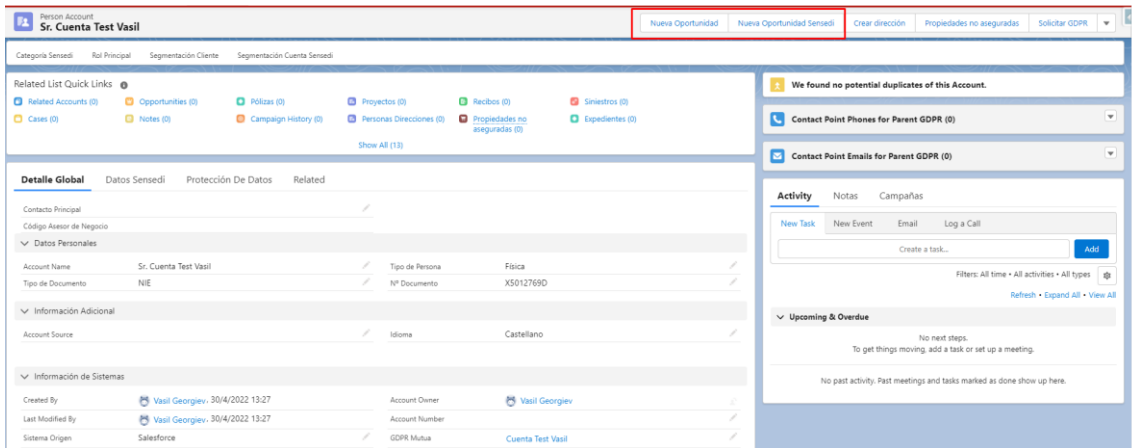 Person Account
Sr. Cuenta Test Vasil
Nueva Oportunidad Nueva Oportunidad Sensedi Crear dirección Propiedades no aseguradas Solicitar GDPR
Categoría Sensedi Rol Principal Segmentación Cliente Segmentación Cuenta Sensedi
Related List Quick Links
Related Accounts (0) Opportunities (0) Pólizas (0) Proyectos (0) Recibos (0) Siniestros (0)
Cases (0) Notes (0) Campaign History (0) Personas Direcciones (0) Propiedades no aseguradas (0) Expedientes (0)
Show All (13)
We found no potential duplicates of this Account.
Contact Point Phones for Parent GDPR (0)
Contact Point Emails for Parent GDPR (0)
Detalle Global Datos Sensedi Protección De Datos Related
Contacto Principal
Código Asesor de Negocio
Datos Personales
Account Name Sr. Cuenta Test Vasil Tipo de Persona Física
Tipo de Documento NIE Nº Documento X5012769D
Información Adicional
Account Source Idioma Castellano
Información de Sistemas
Created By Vasil Georgiev, 30/4/2022 13:27 Account Owner Vasil Georgiev
Last Modified By Vasil Georgiev, 30/4/2022 13:27 Account Number
Sistema Origen Salesforce GDPR Mutua Cuenta Test Vasil
Activity Notas Campañas
New Task New Event Email Log a Call
Create a task... Add
Filters: All time • All activities • All types
Refresh • Expand All • View All
Upcoming & Overdue
No next steps.
To get things moving, add a task or set up a meeting.
No past activity. Past meetings and tasks marked as done show up here.